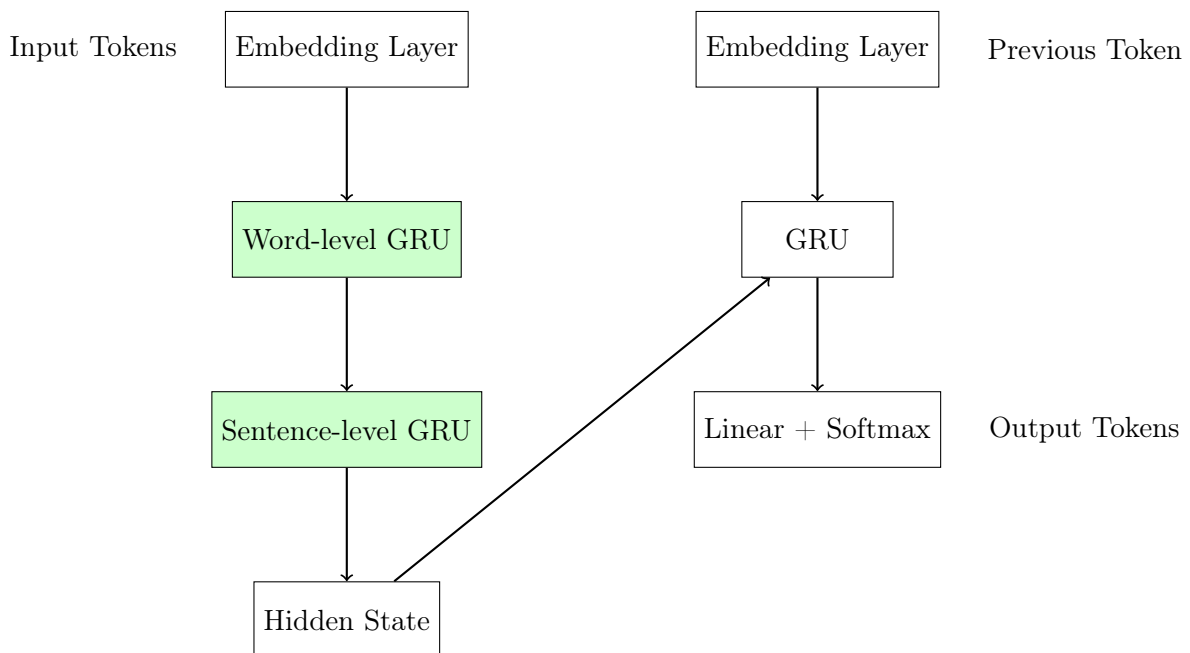 Input Tokens
Embedding Layer
Embedding Layer
Previous Token
Word-level GRU
GRU
Sentence-level GRU
Linear + Softmax
Output Tokens
Hidden State